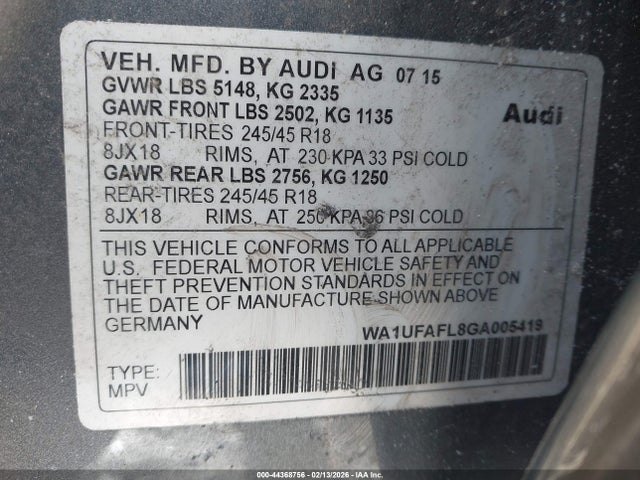 VEH. MFD. BY AUDI AG 07 15
GVWR LBS 5148, KG 2335
GAWR FRONT LBS 2502, KG 1135
Audi
FRONT-TIRES 245/45 R18
8JX18 RIMS, AT 230 KPA 33 PSI COLD
GAWR REAR LBS 2756, KG 1250
REAR-TIRES 245/45 R18
8JX18 RIMS, AT 250 KPA 36 PSI COLD
THIS VEHICLE CONFORMS TO ALL APPLICABLE
U.S. FEDERAL MOTOR VEHICLE SAFETY AND
THEFT PREVENTION STANDARDS IN EFFECT ON
THE DATE OF MANUFACTURE SHOWN ABOVE.
GERMANY
WA1UFAFL8GA005419
TYPE:
MPV
000-44368756 - 02/13/2026 - IAA Inc.